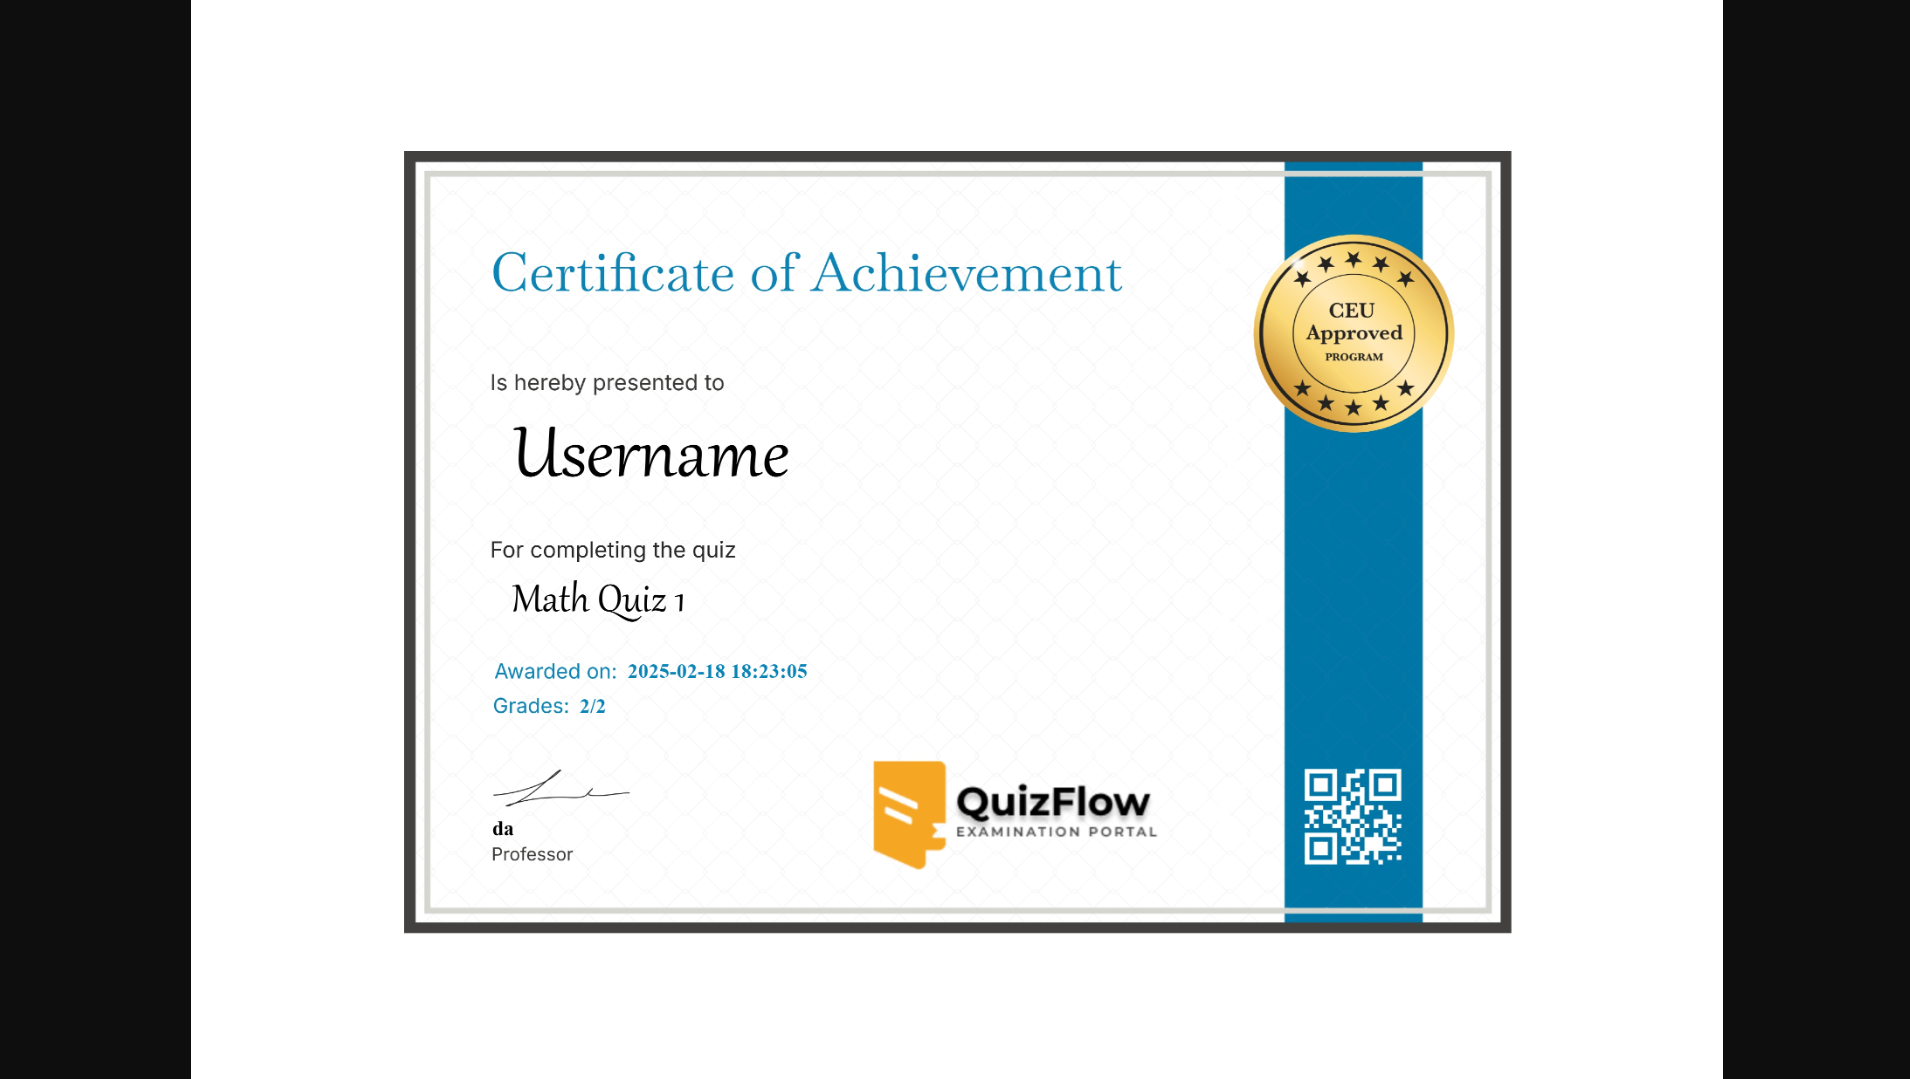 Certificate of Achievement
CEU
Approved
PROGRAM
Is hereby presented to
Username
For completing the quiz
Math Quiz 1
Awarded on: 2025-02-18 18:23:05
Grades: 2/2
da
Professor
QuizFlow
EXAMINATION PORTAL